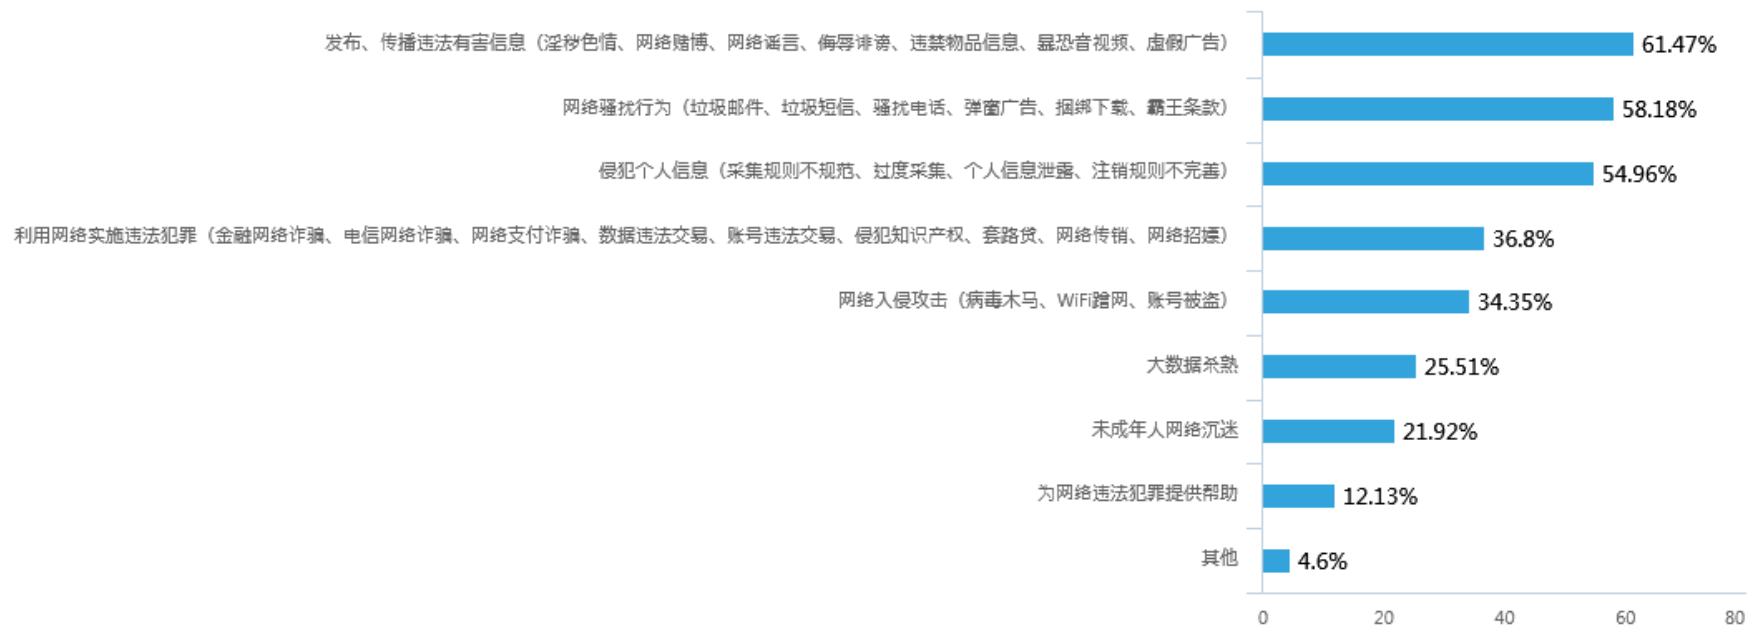 发布、传播违法有害信息（淫秽色情、网络赌博、网络谣言、侮辱诽谤、违禁物品信息、暴恐音视频、虚假广告） 61.47%
网络骚扰行为（垃圾邮件、垃圾短信、骚扰电话、弹窗广告、捆绑下载、霸王条款） 58.18%
侵犯个人信息（采集规则不规范、过度采集、个人信息泄露、注销规则不完善） 54.96%
利用网络实施违法犯罪（金融网络诈骗、电信网络诈骗、网络支付诈骗、数据违法交易、账号违法交易、侵犯知识产权、套路贷、网络传销、网络招嫖） 36.8%
网络入侵攻击（病毒木马、WiFi蹭网、账号被盗） 34.35%
大数据杀熟 25.51%
未成年人网络沉迷 21.92%
为网络违法犯罪提供帮助 12.13%
其他 4.6%
0 20 40 60 80